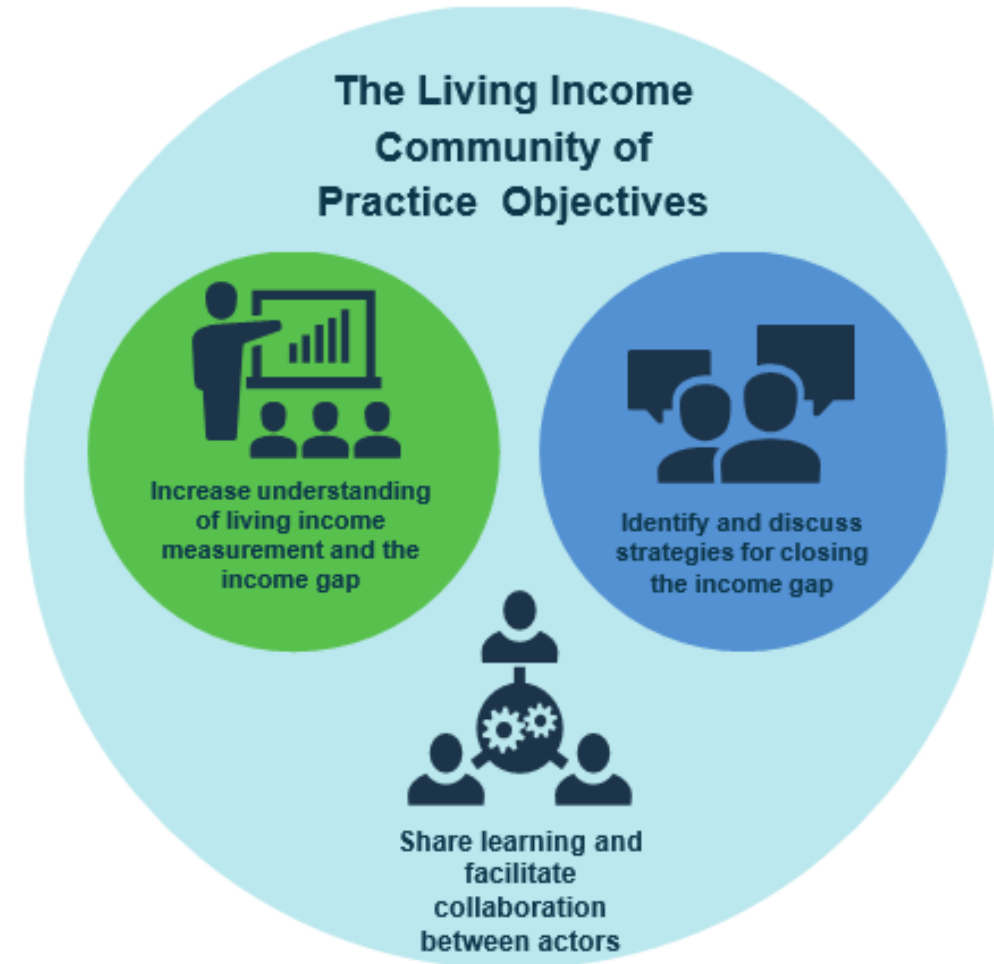 The Living Income
Community of
Practice Objectives
Increase understanding
of living income
measurement and the
income gap
Identify and discuss
strategies for closing
the income gap
Share learning and
facilitate
collaboration
between actors